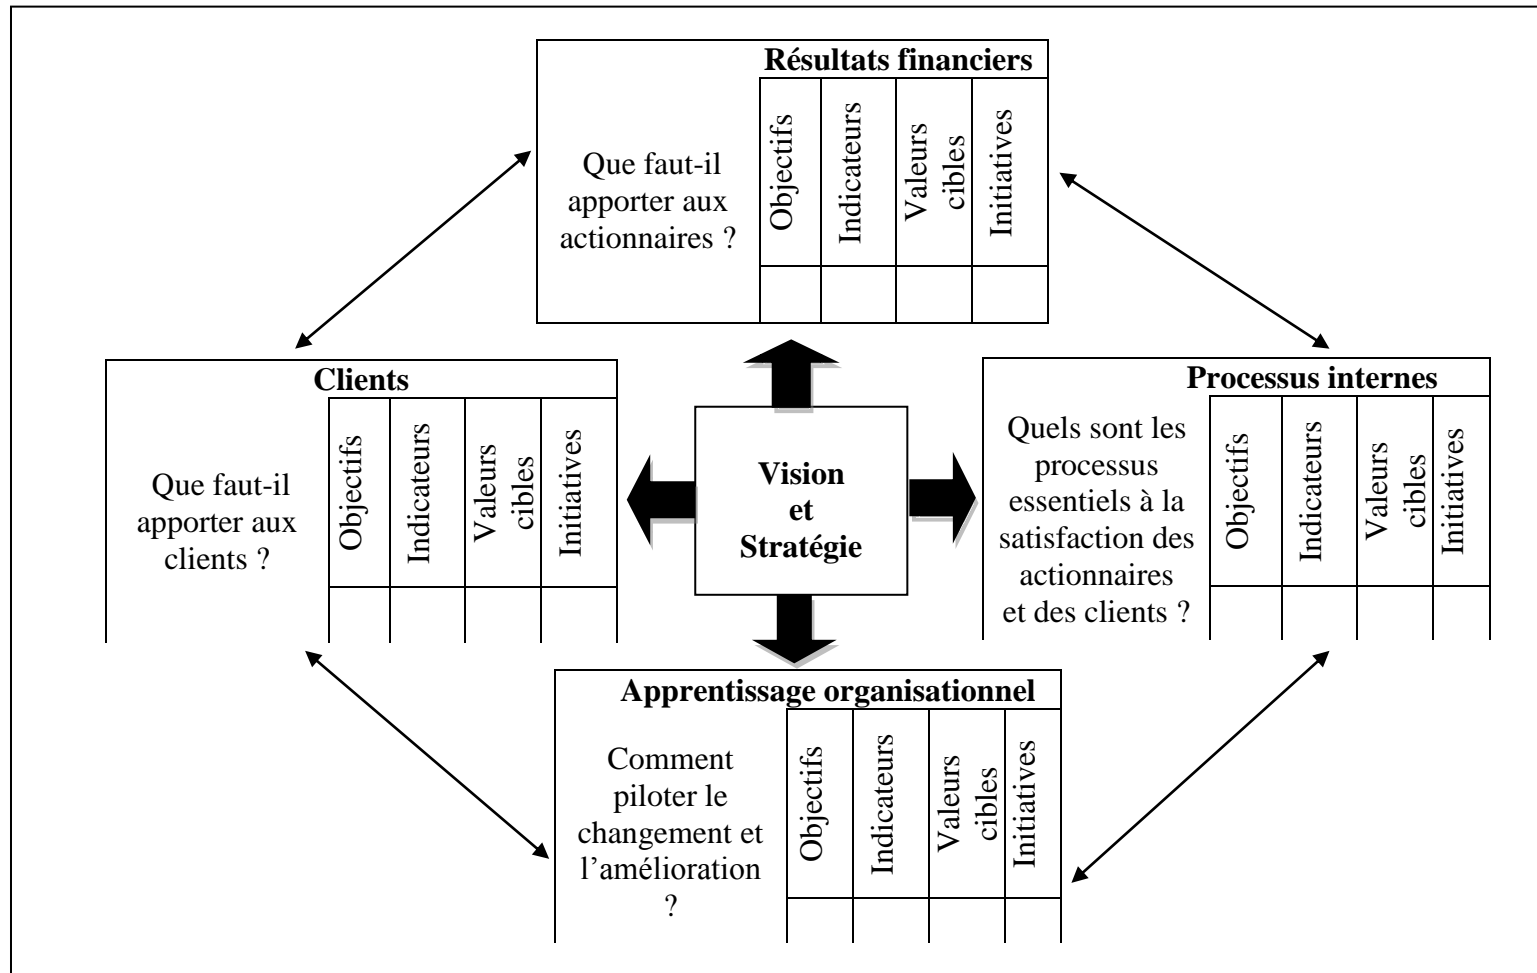 Résultats financiers
Que faut-il
apporter aux
actionnaires ?
Objectifs
Indicateurs
Valeurs
cibles
Initiatives
Clients
Que faut-il
apporter aux
clients ?
Objectifs
Indicateurs
Valeurs
cibles
Initiatives
Vision
et
Stratégie
Processus internes
Quels sont les
processus
essentiels à la
satisfaction des
actionnaires
et des clients ?
Objectifs
Indicateurs
Valeurs
cibles
Initiatives
Apprentissage organisationnel
Comment
piloter le
changement et
l’amélioration
?
Objectifs
Indicateurs
Valeurs
cibles
Initiatives